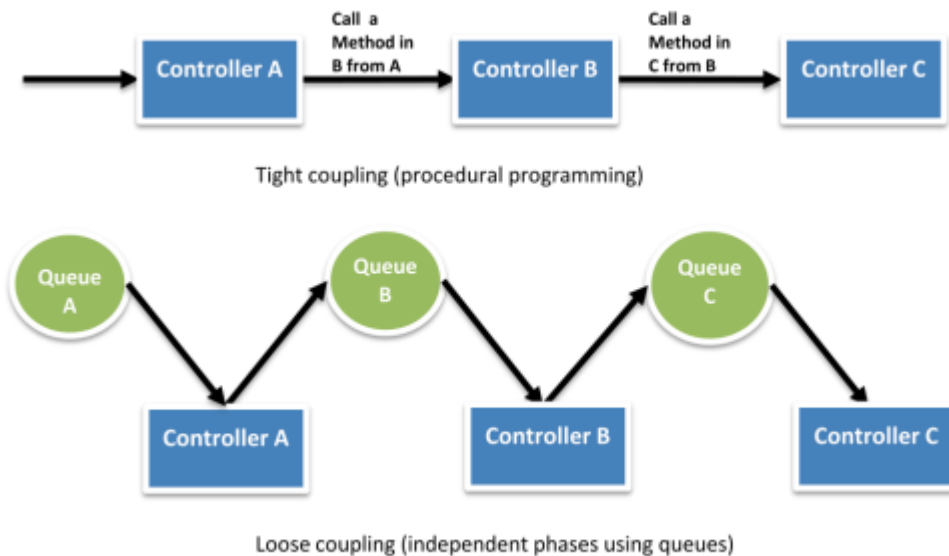 Call a
Method in
B from A
Call a
Method in
C from B
Controller A
Controller B
Controller C
Tight coupling (procedural programming)
Queue
A
Queue
B
Queue
C
Controller A
Controller B
Controller C
Loose coupling (independent phases using queues)